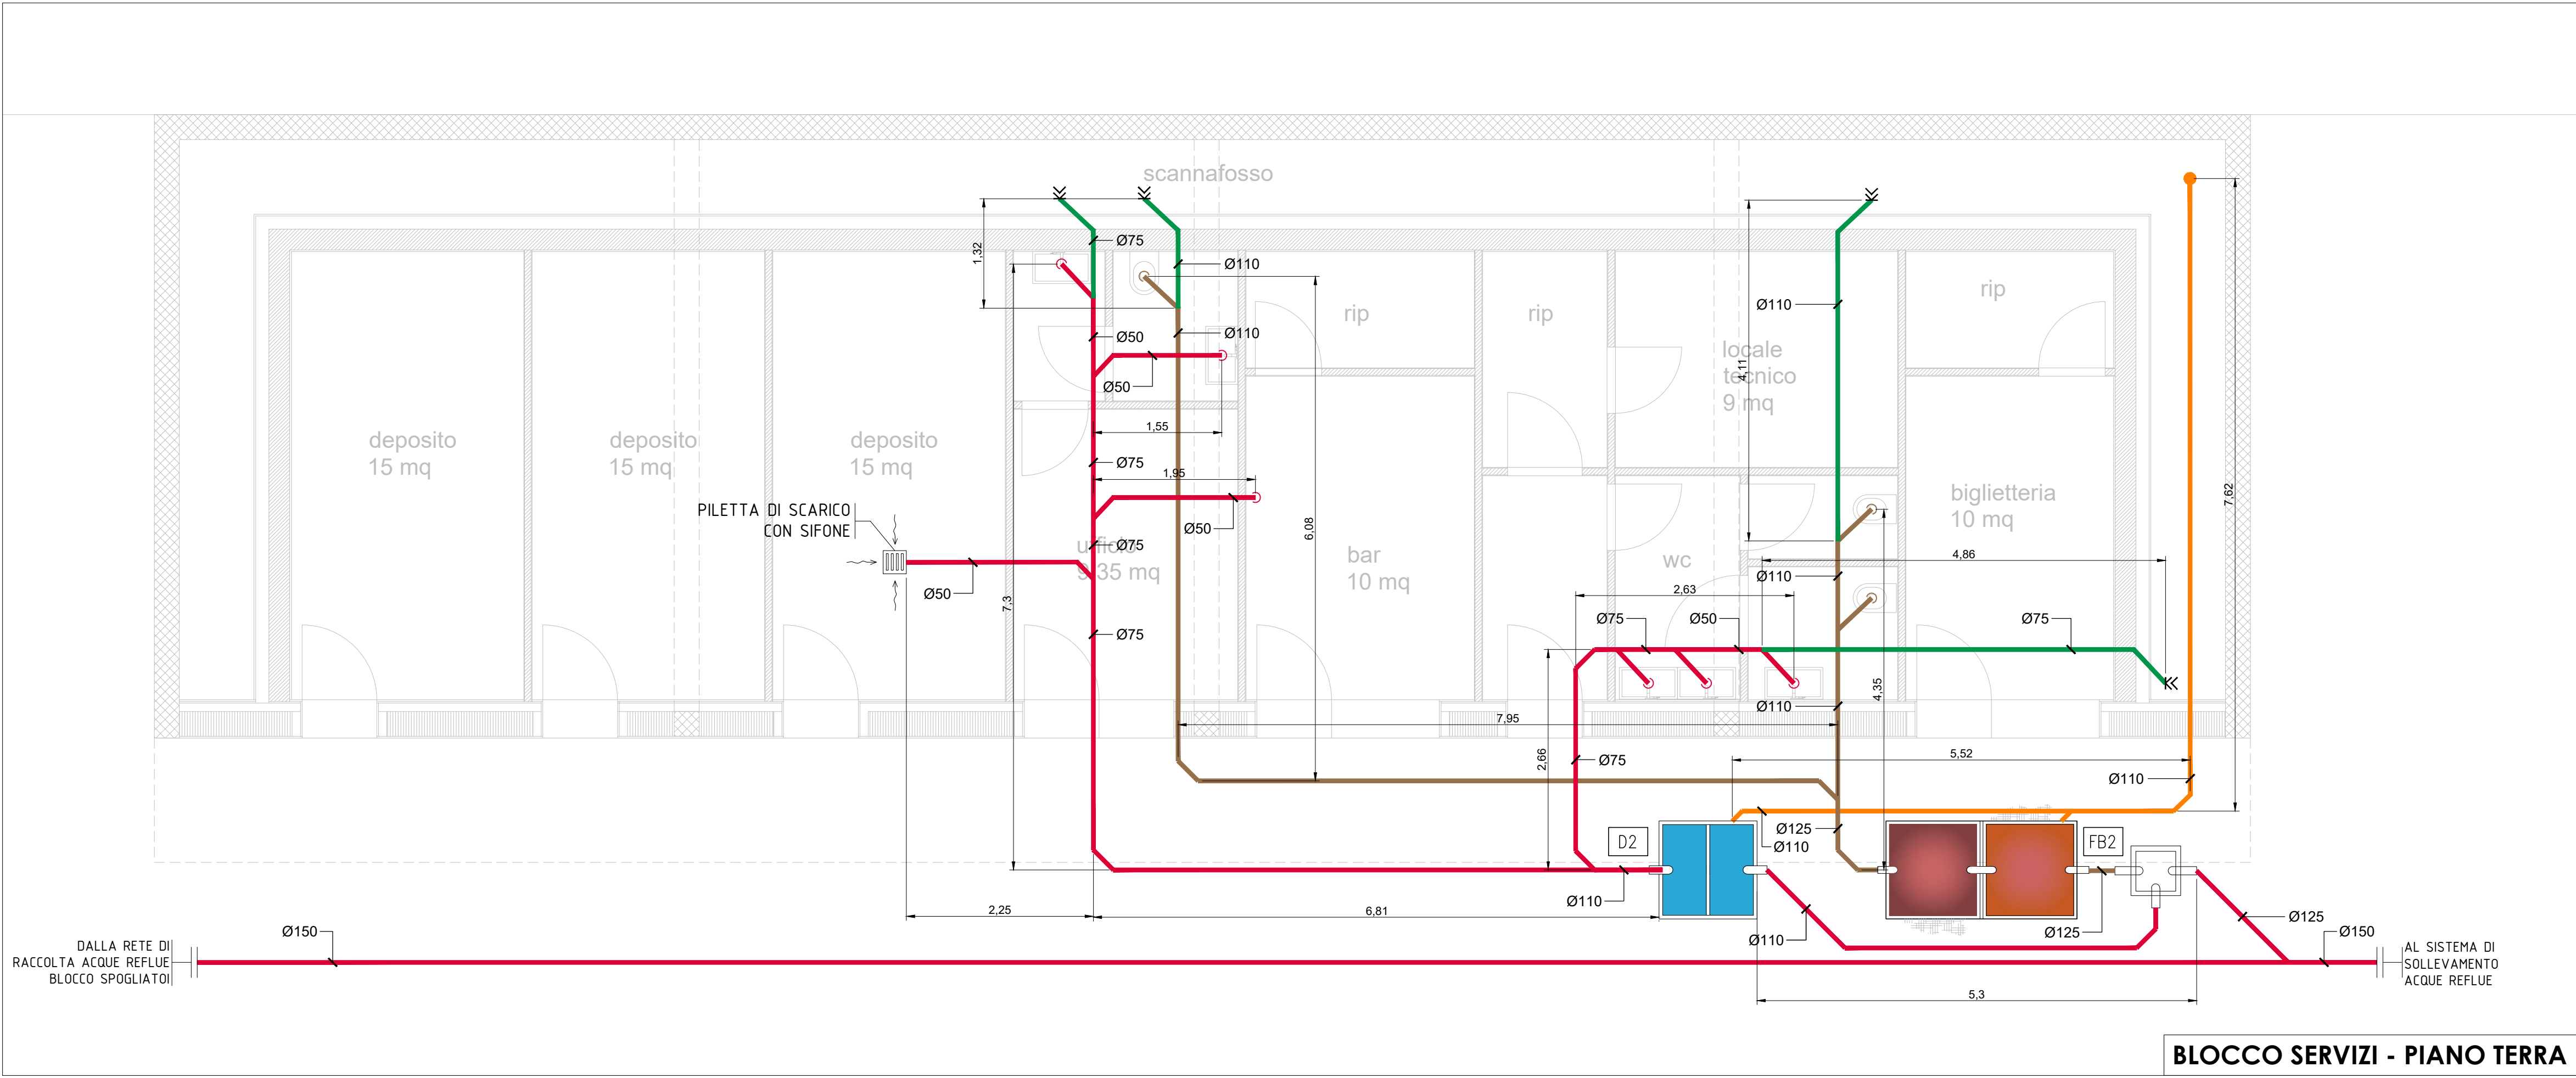 scannafosso
Ø75
1,32
Ø110
Ø110
rip
rip
rip
Ø110
Ø50
Ø110
locale
tecnico
9 mq
4,11
Ø50
1,55
deposito
15 mq
deposito
15 mq
deposito
15 mq
Ø75
1,95
biglietteria
10 mq
7,62
PILETTA DI SCARICO
CON SIFONE
Ø50
6,08
Ø75
ufficio
9.35 mq
bar
10 mq
wc
4,86
Ø110
Ø50
7,3
2,63
Ø75
Ø75
Ø50
Ø75
4,35
Ø110
7,95
2,66
Ø75
5,52
Ø110
Ø125
Ø110
D2
FB2
Ø110
2,25
6,81
Ø110
Ø125
Ø125
Ø150
Ø150
DALLA RETE DI
RACCOLTA ACQUE REFLUE
BLOCCO SPOGLIATOI
AL SISTEMA DI
SOLLEVAMENTO
ACQUE REFLUE
5,3
BLOCCO SERVIZI - PIANO TERRA